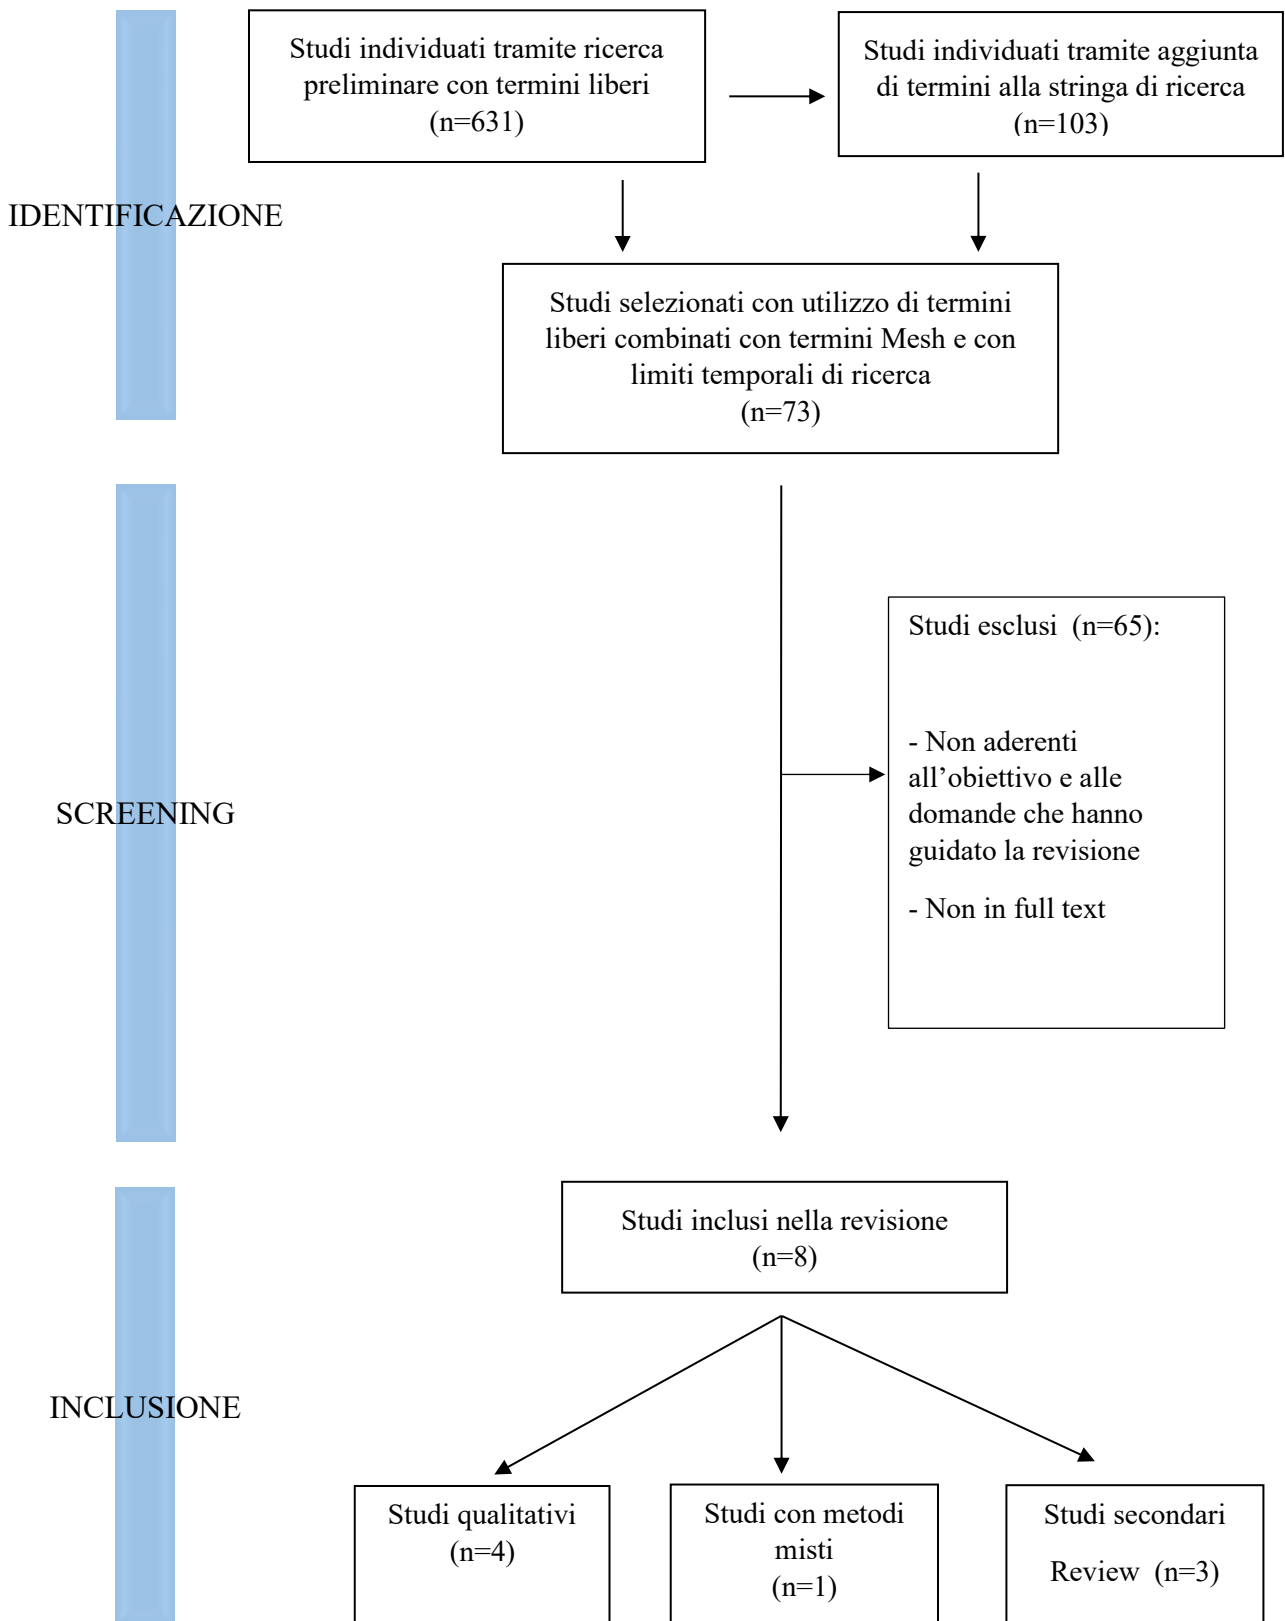 Studi individuati tramite ricerca
preliminare con termini liberi
(n=631)
Studi individuati tramite aggiunta
di termini alla stringa di ricerca
(n=103)
IDENTIFICAZIONE
Studi selezionati con utilizzo di termini
liberi combinati con termini Mesh e con
limiti temporali di ricerca
(n=73)
SCREENING
Studi esclusi (n=65):
- Non aderenti
all’obiettivo e alle
domande che hanno
guidato la revisione
- Non in full text
INCLUSIONE
Studi inclusi nella revisione
(n=8)
Studi qualitativi
(n=4)
Studi con metodi
misti
(n=1)
Studi secondari
Review (n=3)